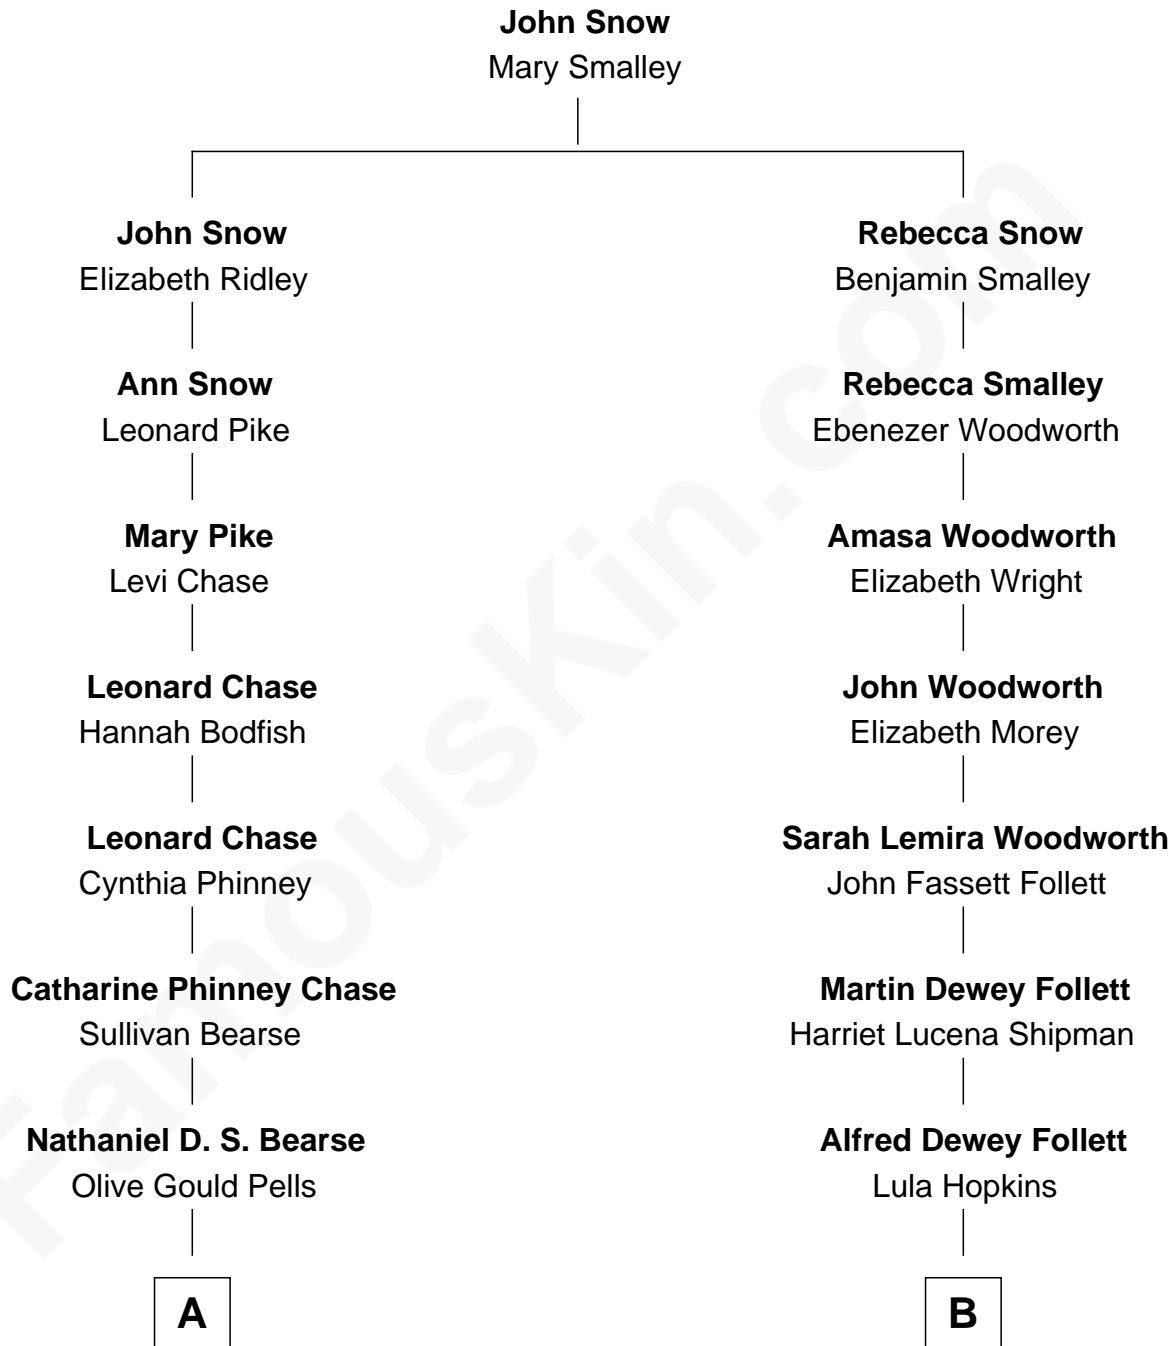 John Snow
Mary Smalley
John Snow
Elizabeth Ridley
Rebecca Snow
Benjamin Smalley
Ann Snow
Leonard Pike
Rebecca Smalley
Ebenezer Woodworth
Mary Pike
Levi Chase
Amasa Woodworth
Elizabeth Wright
Leonard Chase
Hannah Bodfish
John Woodworth
Elizabeth Morey
Leonard Chase
Cynthia Phinney
Sarah Lemira Woodworth
John Fassett Follett
Catharine Phinney Chase
Sullivan Bearse
Martin Dewey Follett
Harriet Lucena Shipman
Nathaniel D. S. Bearse
Olive Gould Pells
Alfred Dewey Follett
Lula Hopkins
A
B
FamousKin.com